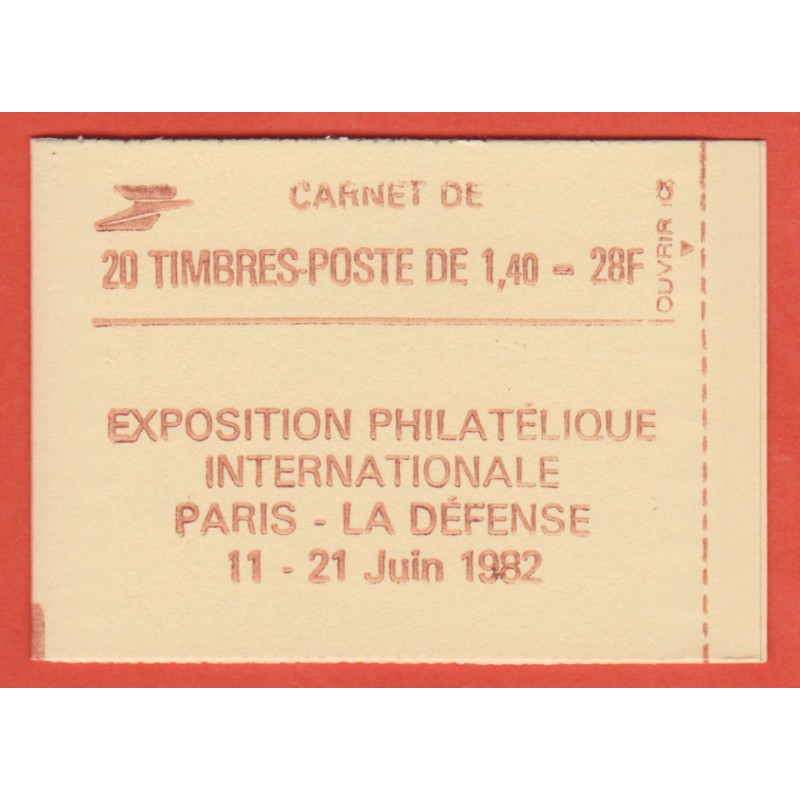 CARNET DE
20 TIMBRES-POSTE DE 1,40 = 28F
OUVRIR ICI
EXPOSITION PHILATÉLIQUE
INTERNATIONALE
PARIS - LA DÉFENSE
11 - 21 Juin 1982